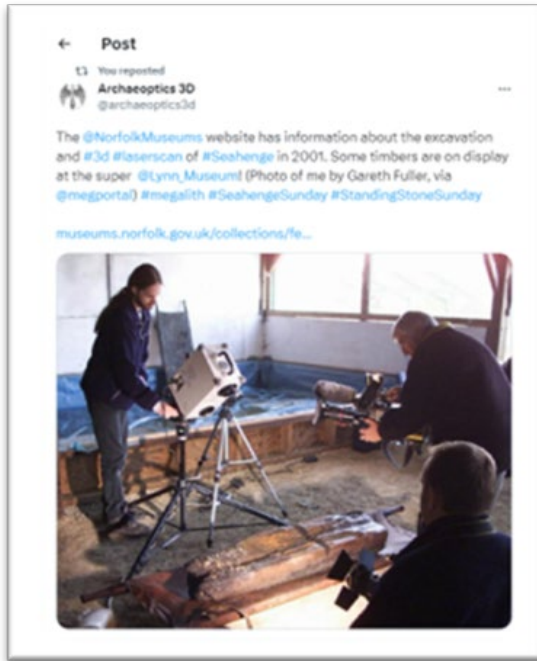 Post
You reposted
Archaeoptics 3D
@archaeoptics3d
The @NorfolkMuseums website has information about the excavation
and #3d #laserscan of #Seahenge in 2001. Some timbers are on display
at the super @Lynn_Museum! (Photo of me by Gareth Fuller, via
@megportal) #megalith #SeahengeSunday #StandingStoneSunday
museums.norfolk.gov.uk/collections/fe...